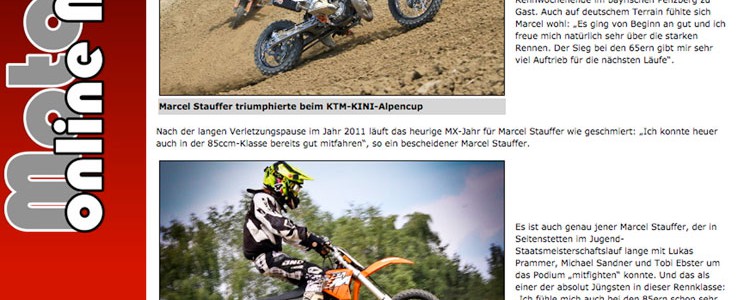 Moto
online m
Rennwochenende im bayrischen Penzberg zu
Gast. Auch auf deutschem Terrain fühlte sich
Marcel wohl: „Es ging von Beginn an gut und ich
freue mich natürlich sehr über die starken
Rennen. Der Sieg bei den 65ern gibt mir sehr
viel Auftrieb für die nächsten Läufe“.
Marcel Stauffer triumphierte beim KTM-KINI-Alpencup
Nach der langen Verletzungspause im Jahr 2011 läuft das heurige MX-Jahr für Marcel Stauffer wie geschmiert: „Ich konnte heuer
auch in der 85ccm-Klasse bereits gut mitfahren“, so ein bescheidener Marcel Stauffer.
Es ist auch genau jener Marcel Stauffer, der in
Seitenstetten im Jugend-
Staatsmeisterschaftslauf lange mit Lukas
Prammer, Michael Sandner und Tobi Ebster um
das Podium „mitfighten“ konnte. Und das als
einer der absolut Jüngsten in dieser Rennklasse:
„Ich fühle mich auch bei den 85ern schon sehr